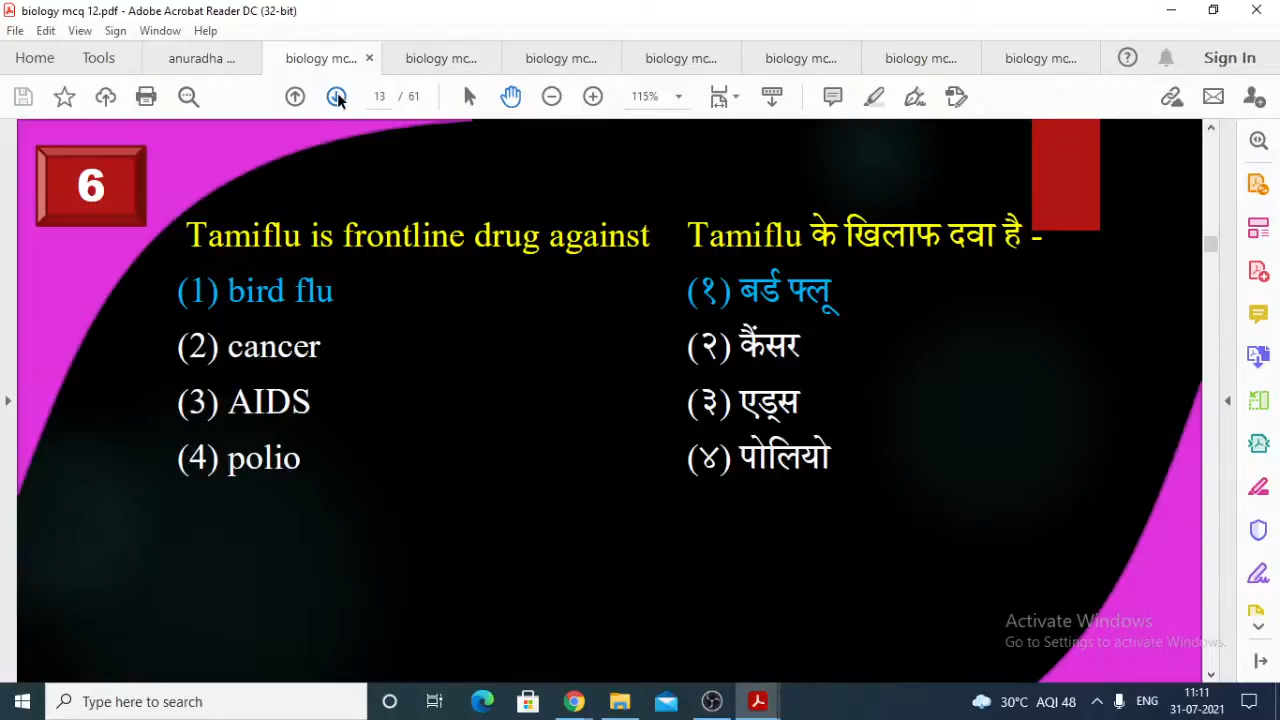 biology mcq 12.pdf - Adobe Acrobat Reader DC (32-bit)
File Edit View Sign Window Help
Home Tools anuradha ... biology mc... × biology mc... biology mc... biology mc... biology mc... biology mc... biology mc... Sign In
13 / 61 115%
6
Tamiflu is frontline drug against
(1) bird flu
(2) cancer
(3) AIDS
(4) polio
Tamiflu के खिलाफ दवा है -
(१) बर्ड फ्लू
(२) कैंसर
(३) एड्स
(४) पोलियो
Activate Windows
Go to Settings to activate Windows.
Type here to search
30°C AQI 48 ENG
11:11
31-07-2021